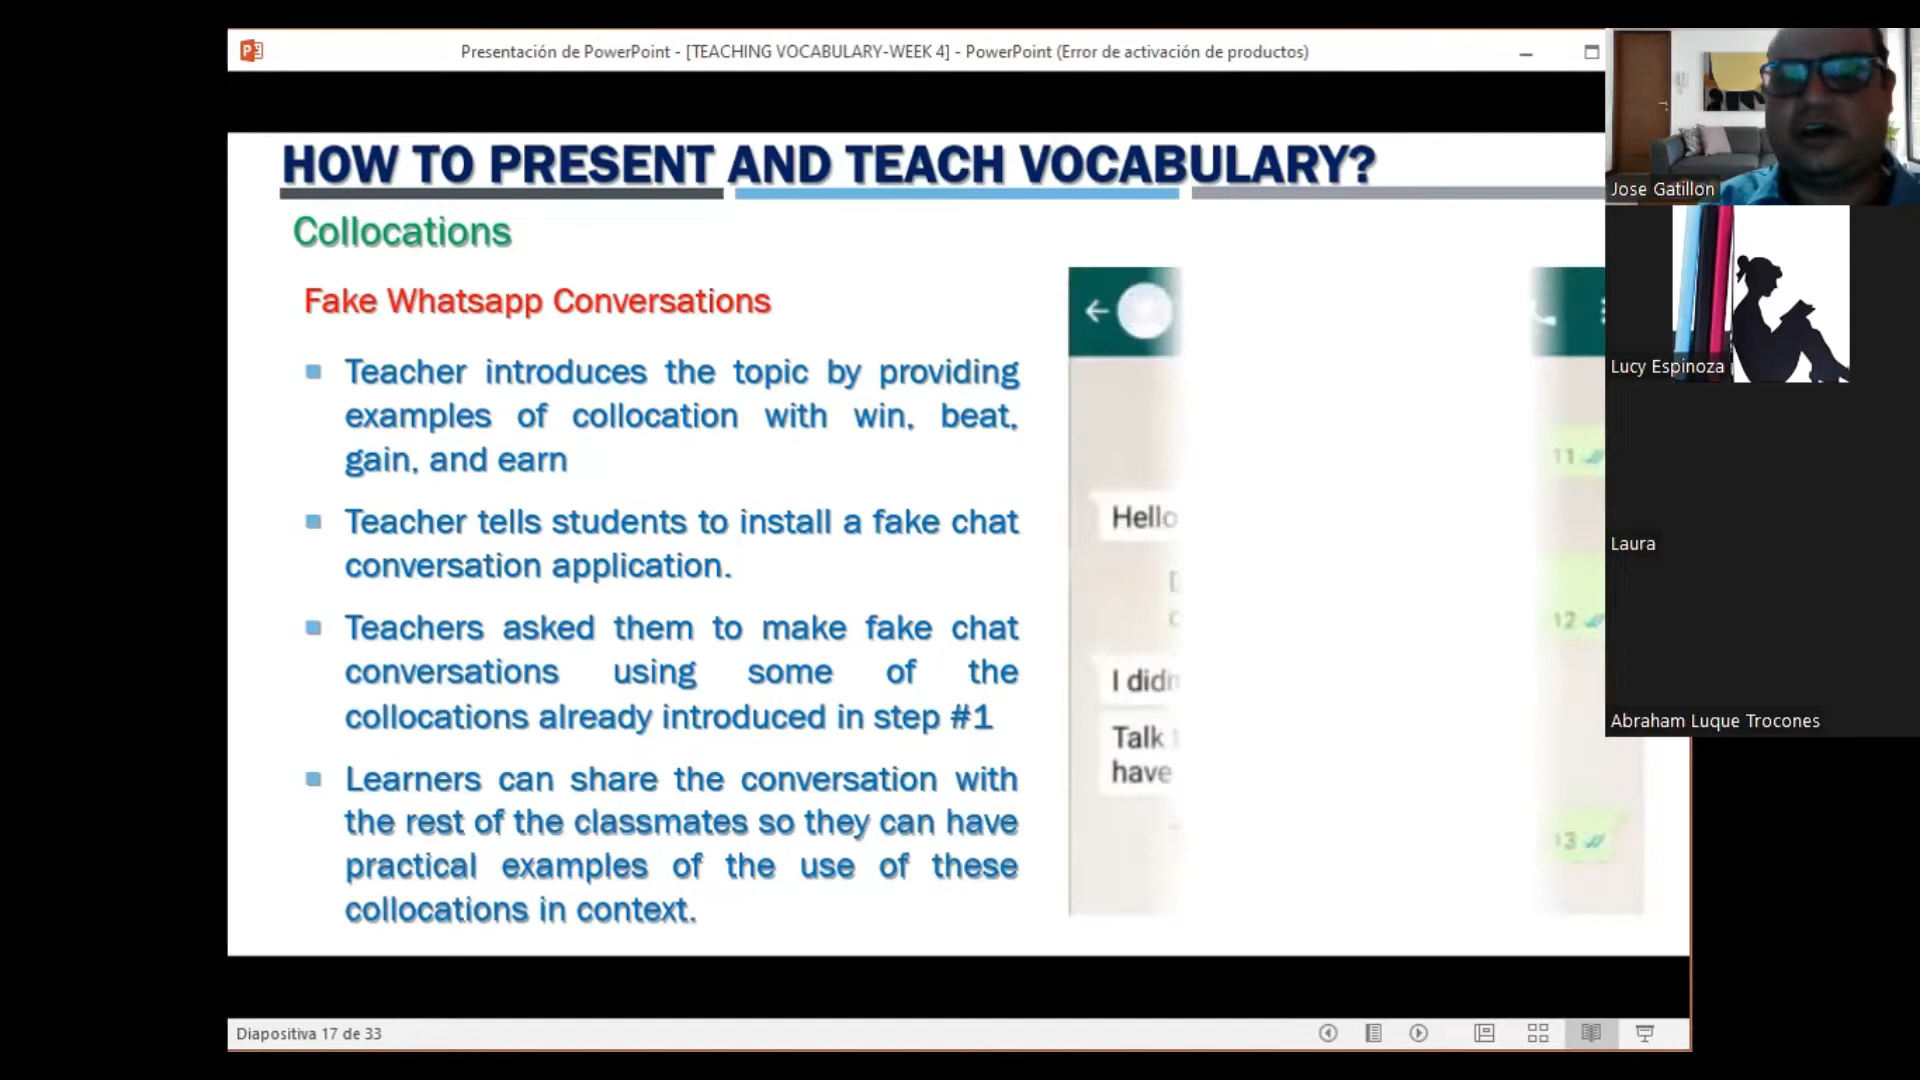 Presentación de PowerPoint - [TEACHING VOCABULARY-WEEK 4] - PowerPoint (Error de activación de productos)
HOW TO PRESENT AND TEACH VOCABULARY?
Collocations
Fake Whatsapp Conversations
Teacher introduces the topic by providing
examples of collocation with win, beat,
gain, and earn
Teacher tells students to install a fake chat
conversation application.
Teachers asked them to make fake chat
conversations using some of the
collocations already introduced in step #1
Learners can share the conversation with
the rest of the classmates so they can have
practical examples of the use of these
collocations in context.
11
Hello
12
Talk
have
13
Jose Gatillon
Lucy Espinoza
Laura
Abraham Luque Trocones
Diapositiva 17 de 33